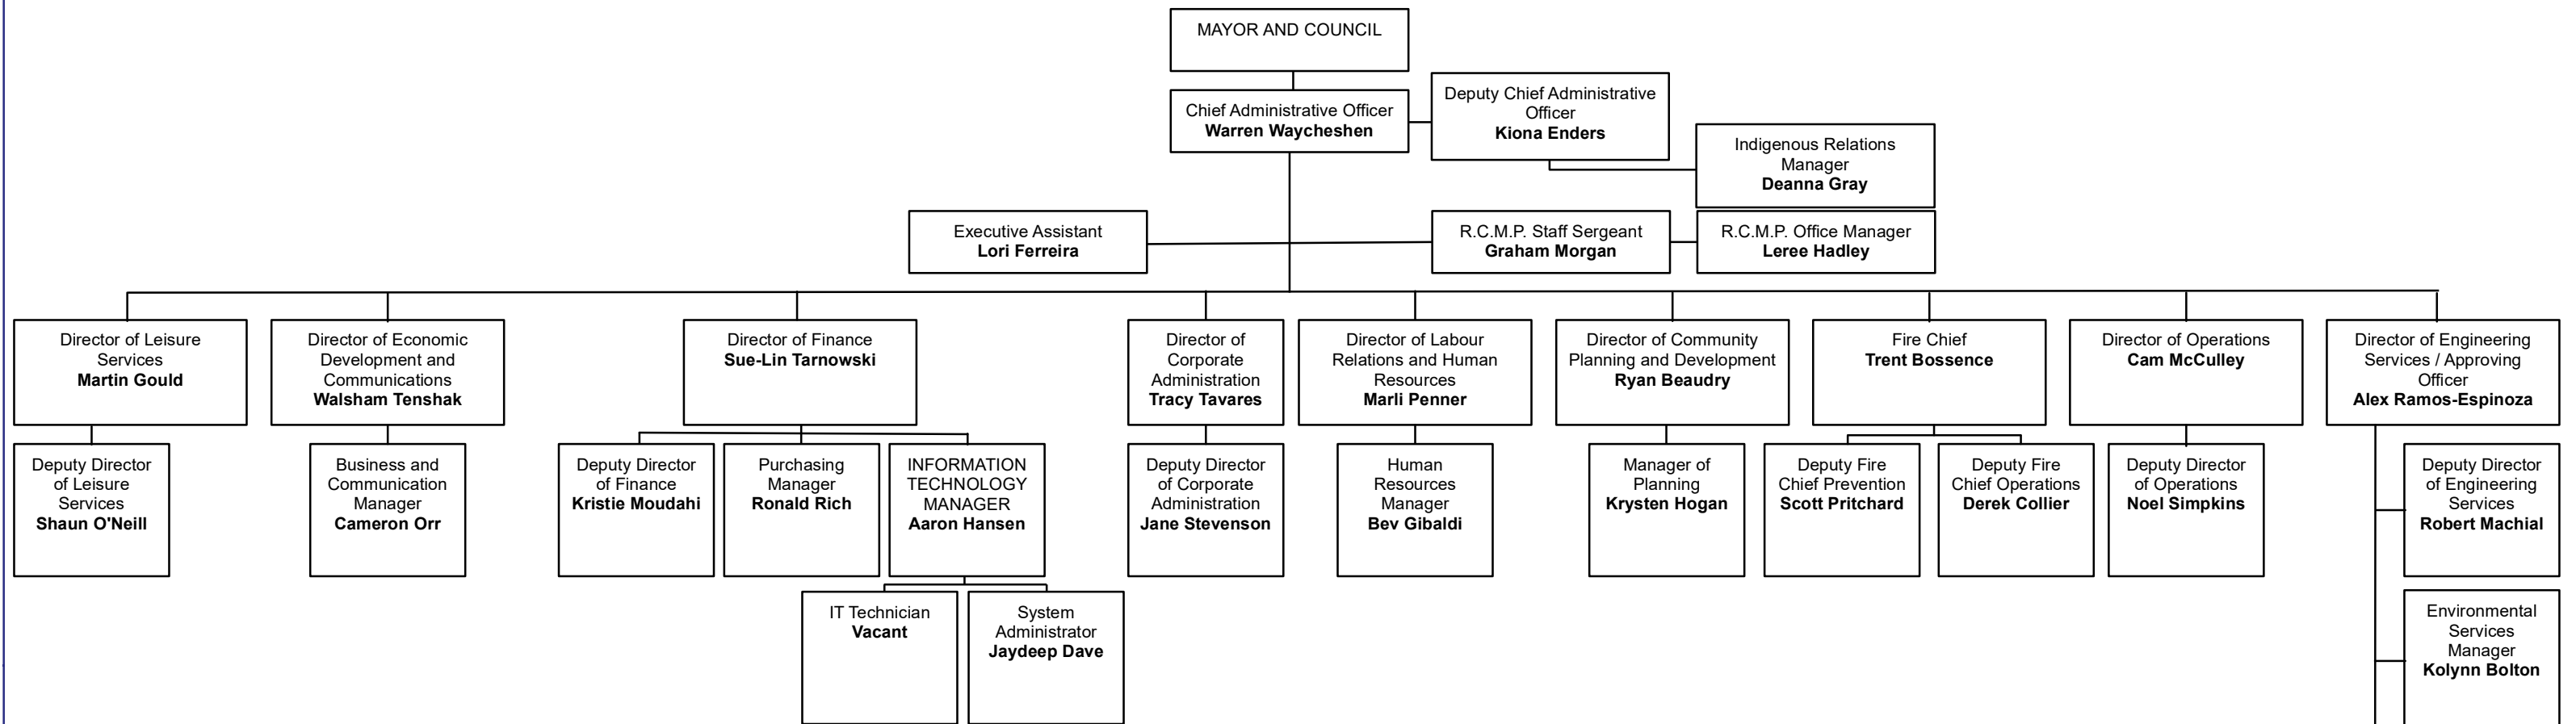 MAYOR AND COUNCIL
Chief Administrative Officer
Warren Waycheshen
Deputy Chief Administrative
Officer
Kiona Enders
Indigenous Relations
Manager
Deanna Gray
Executive Assistant
Lori Ferreira
R.C.M.P. Staff Sergeant
Graham Morgan
R.C.M.P. Office Manager
Leree Hadley
Director of Leisure
Services
Martin Gould
Director of Economic
Development and
Communications
Walsham Tenshak
Director of Finance
Sue-Lin Tarnowski
Director of
Corporate
Administration
Tracy Tavares
Director of Labour
Relations and Human
Resources
Marli Penner
Director of Community
Planning and Development
Ryan Beaudry
Fire Chief
Trent Bossence
Director of Operations
Cam McCulley
Director of Engineering
Services / Approving
Officer
Alex Ramos-Espinoza
Deputy Director
of Leisure
Services
Shaun O'Neill
Business and
Communication
Manager
Cameron Orr
Deputy Director
of Finance
Kristie Moudahi
Purchasing
Manager
Ronald Rich
INFORMATION
TECHNOLOGY
MANAGER
Aaron Hansen
Deputy Director
of Corporate
Administration
Jane Stevenson
Human
Resources
Manager
Bev Gibaldi
Manager of
Planning
Krysten Hogan
Deputy Fire
Chief Prevention
Scott Pritchard
Deputy Fire
Chief Operations
Derek Collier
Deputy Director
of Operations
Noel Simpkins
Deputy Director
of Engineering
Services
Robert Machial
IT Technician
Vacant
System
Administrator
Jaydeep Dave
Environmental
Services
Manager
Kolynn Bolton